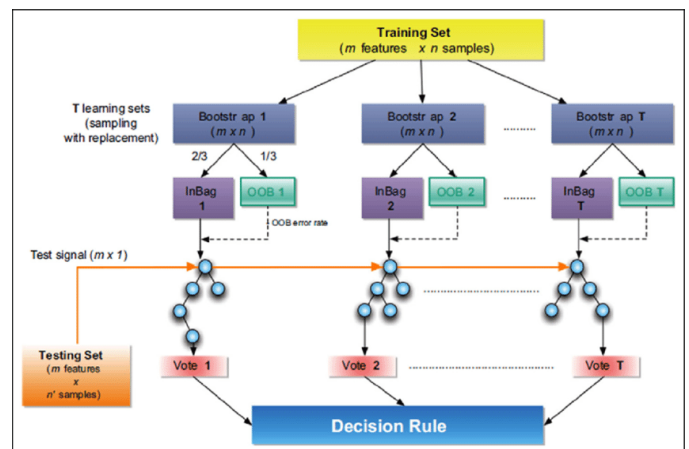 Training Set
(m features x n samples)
T learning sets
(sampling
with replacement)
Bootstr ap 1
(m x n )
Bootstr ap 2
(m x n )
Bootstr ap T
(m x n )
2/3
1/3
InBag
1
OOB 1
InBag
2
OOB 2
InBag
T
OOB T
OOB error rate
Test signal (m x 1)
Testing Set
(m features
x
n' samples)
Vote 1
Vote 2
Vote T
Decision Rule